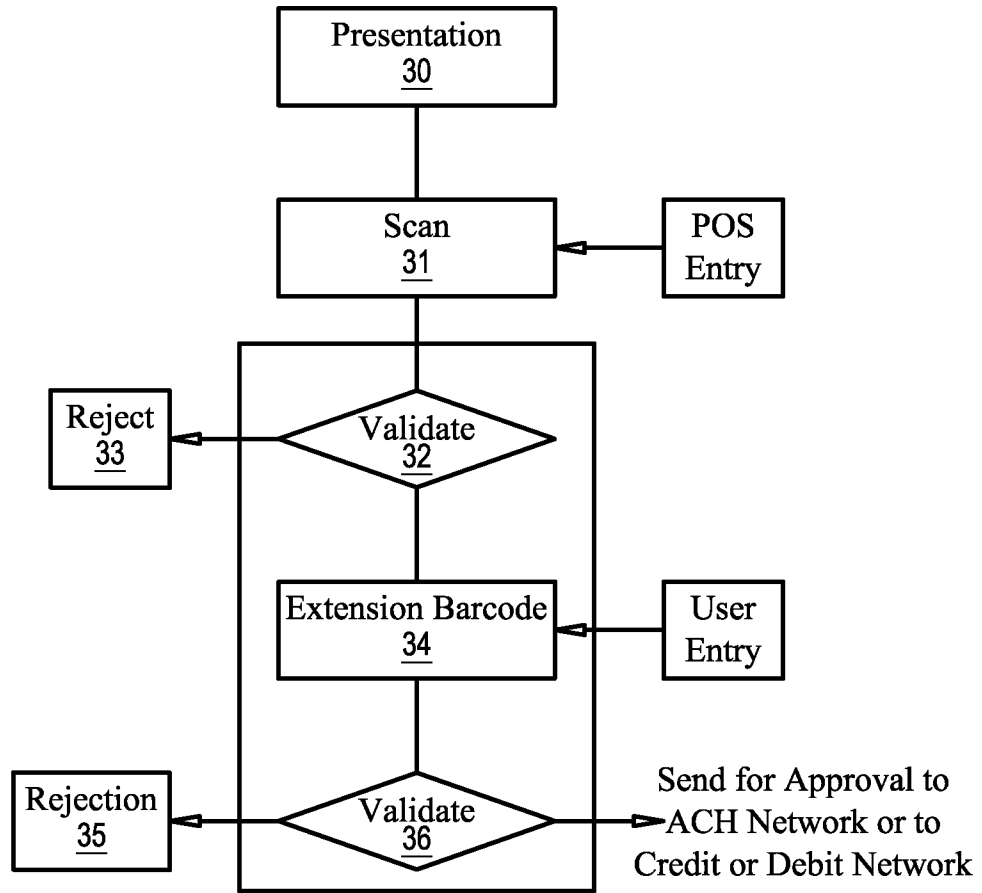 Presentation
30
Scan
31
POS
Entry
Reject
33
Validate
32
Extension Barcode
34
User
Entry
Rejection
35
Validate
36
Send for Approval to
ACH Network or to
Credit or Debit Network